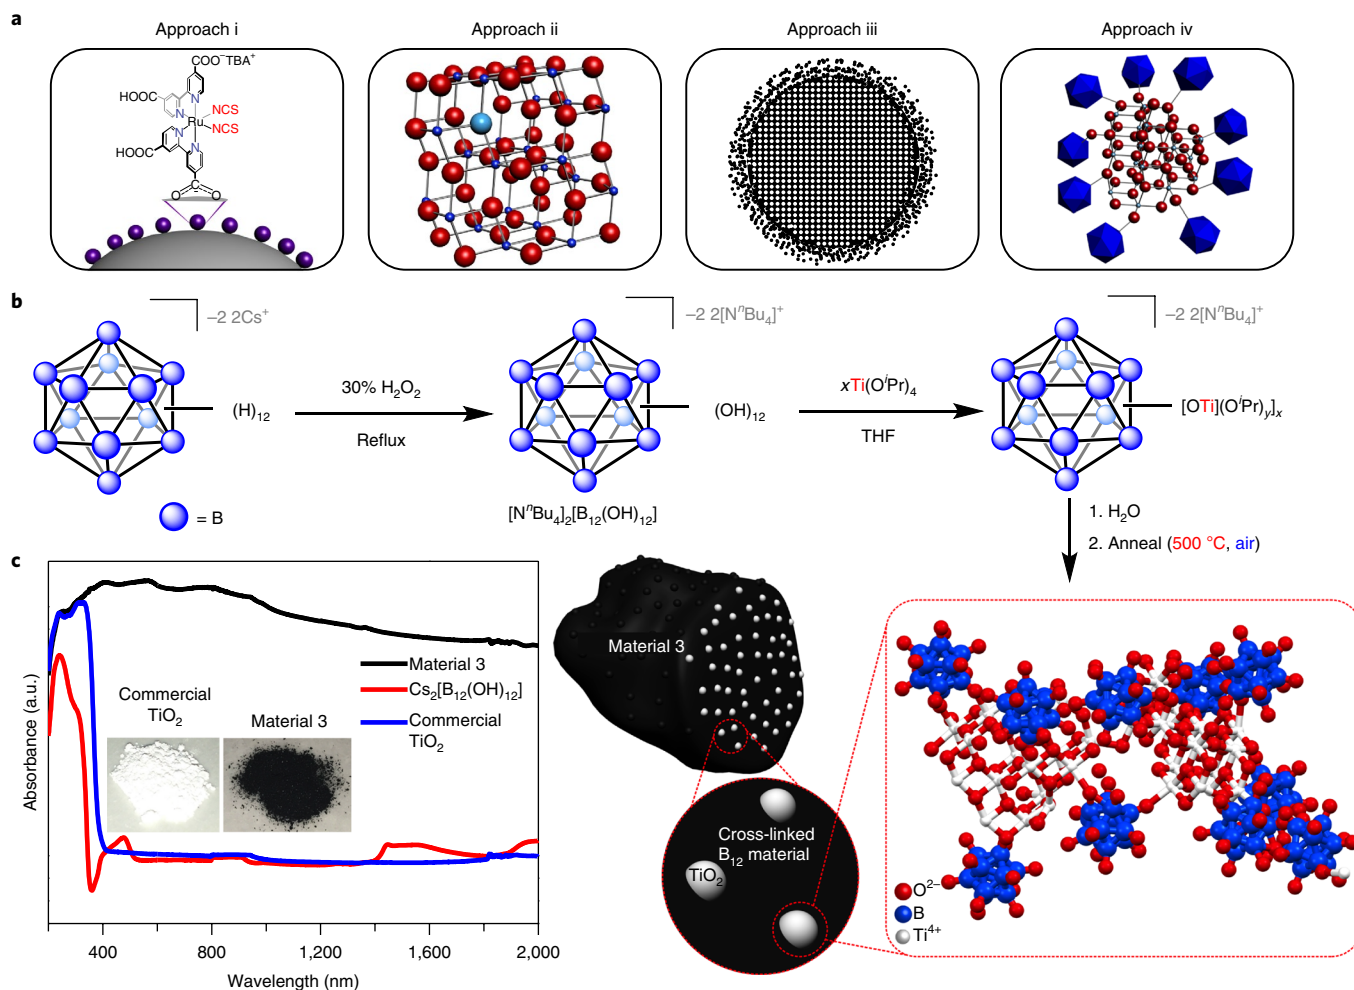 a
Approach i
Approach ii
Approach iii
Approach iv
COO⁻TBA⁺
HOOC
N
N
NCS
Ru
NCS
N
N
HOOC
C
O
O
b
–2 2Cs⁺
–2 2[NⁿBu₄]⁺
–2 2[NⁿBu₄]⁺
30% H₂O₂
(H)₁₂
Reflux
(OH)₁₂
xTi(OⁱPr)₄
THF
[OTi](OⁱPr)y]ₓ
= B
[NⁿBu₄]₂[B₁₂(OH)₁₂]
1. H₂O
2. Anneal (500 °C, air)
c
Absorbance (a.u.)
Material 3
Cs₂[B₁₂(OH)₁₂]
Commercial
TiO₂
Commercial
TiO₂
Material 3
400
800
1,200
1,600
2,000
Wavelength (nm)
Material 3
Cross-linked
B₁₂ material
TiO₂
O²⁻
B
Ti⁴⁺